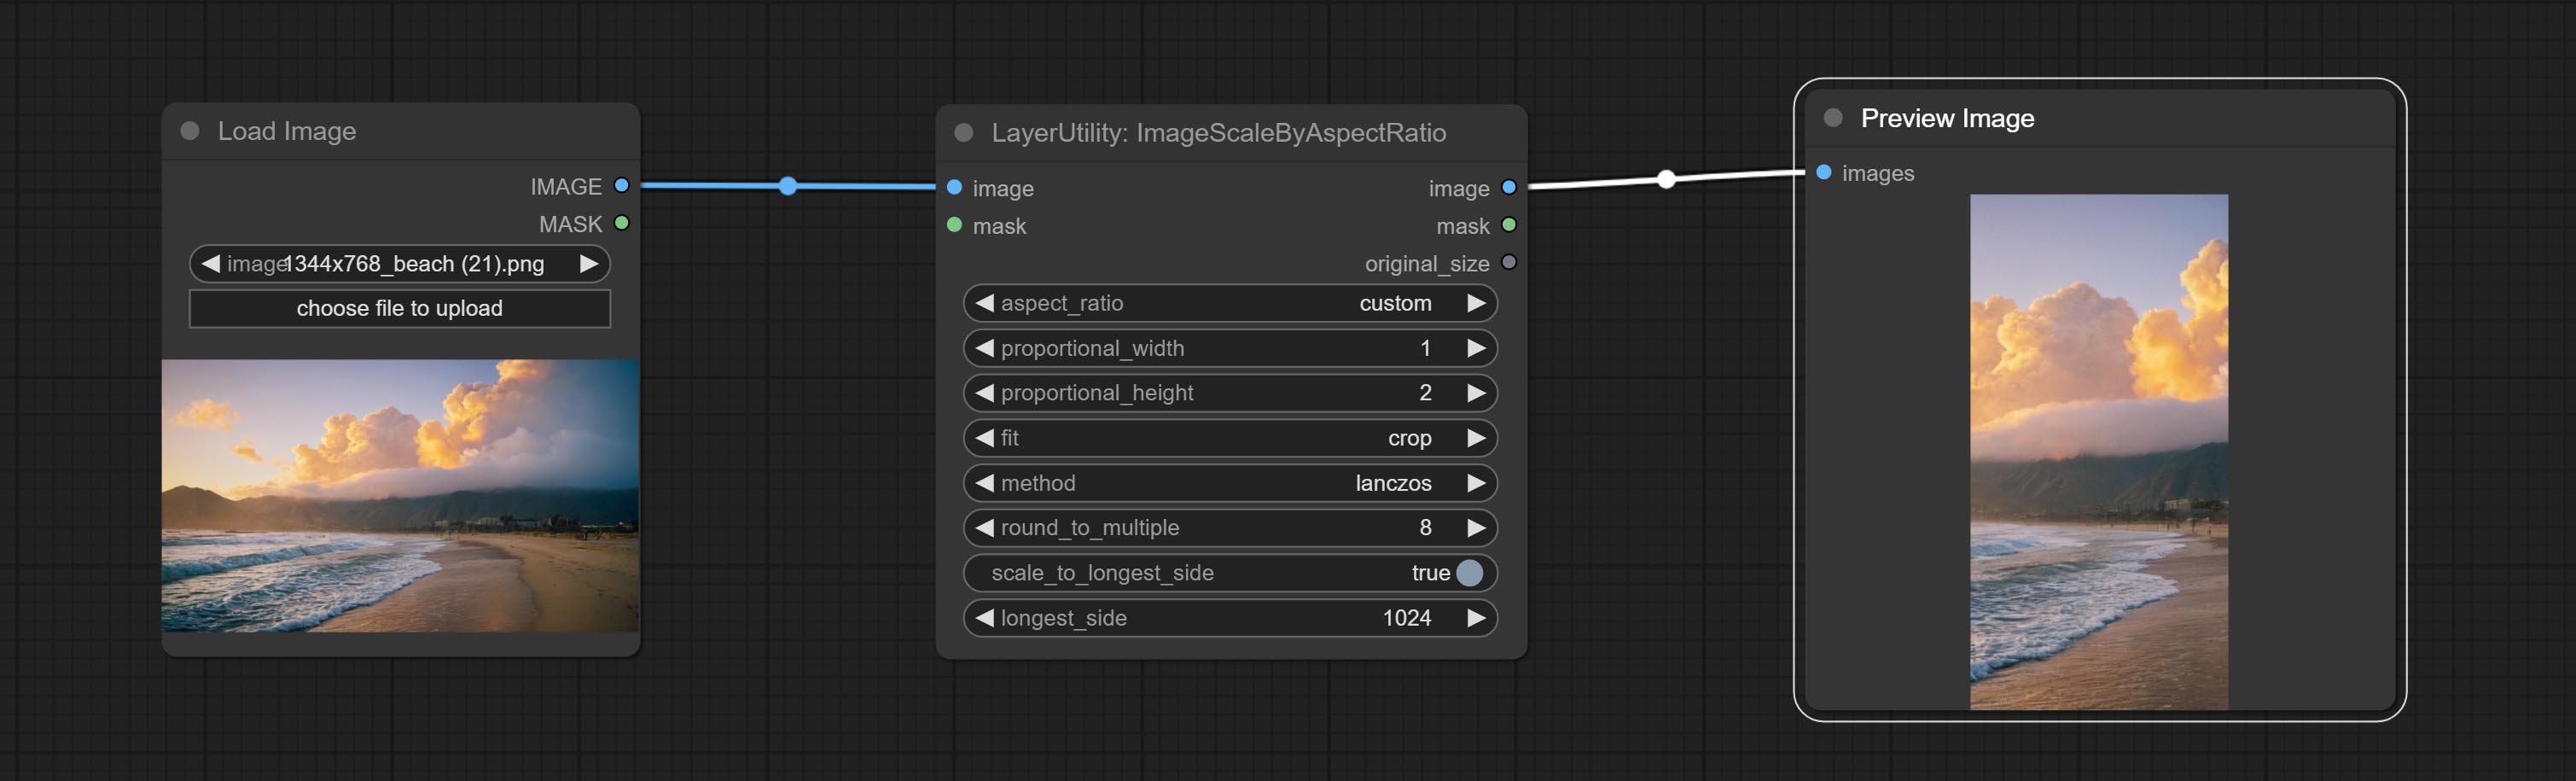 Load Image
IMAGE
MASK
image 1344x768_beach (21).png
choose file to upload
LayerUtility: ImageScaleByAspectRatio
image image
mask mask
original_size
aspect_ratio custom
proportional_width 1
proportional_height 2
fit crop
method lanczos
round_to_multiple 8
scale_to_longest_side true
longest_side 1024
Preview Image
images